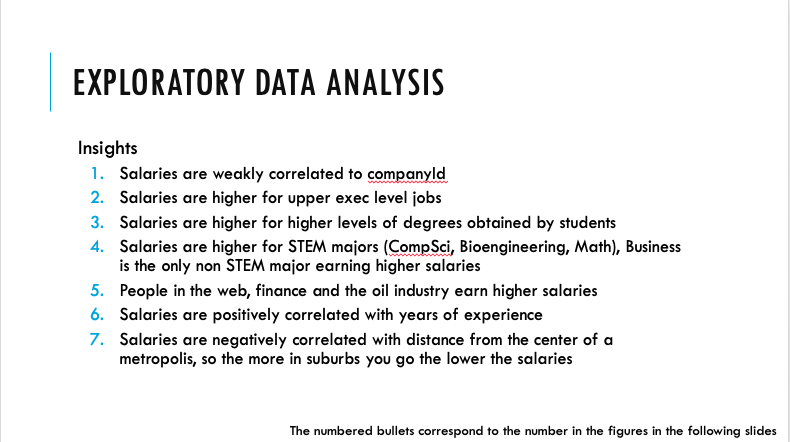 EXPLORATORY DATA ANALYSIS
Insights
1. Salaries are weakly correlated to companyId
2. Salaries are higher for upper exec level jobs
3. Salaries are higher for higher levels of degrees obtained by students
4. Salaries are higher for STEM majors (CompSci, Bioengineering, Math), Business
is the only non STEM major earning higher salaries
5. People in the web, finance and the oil industry earn higher salaries
6. Salaries are positively correlated with years of experience
7. Salaries are negatively correlated with distance from the center of a
metropolis, so the more in suburbs you go the lower the salaries
The numbered bullets correspond to the number in the figures in the following slides